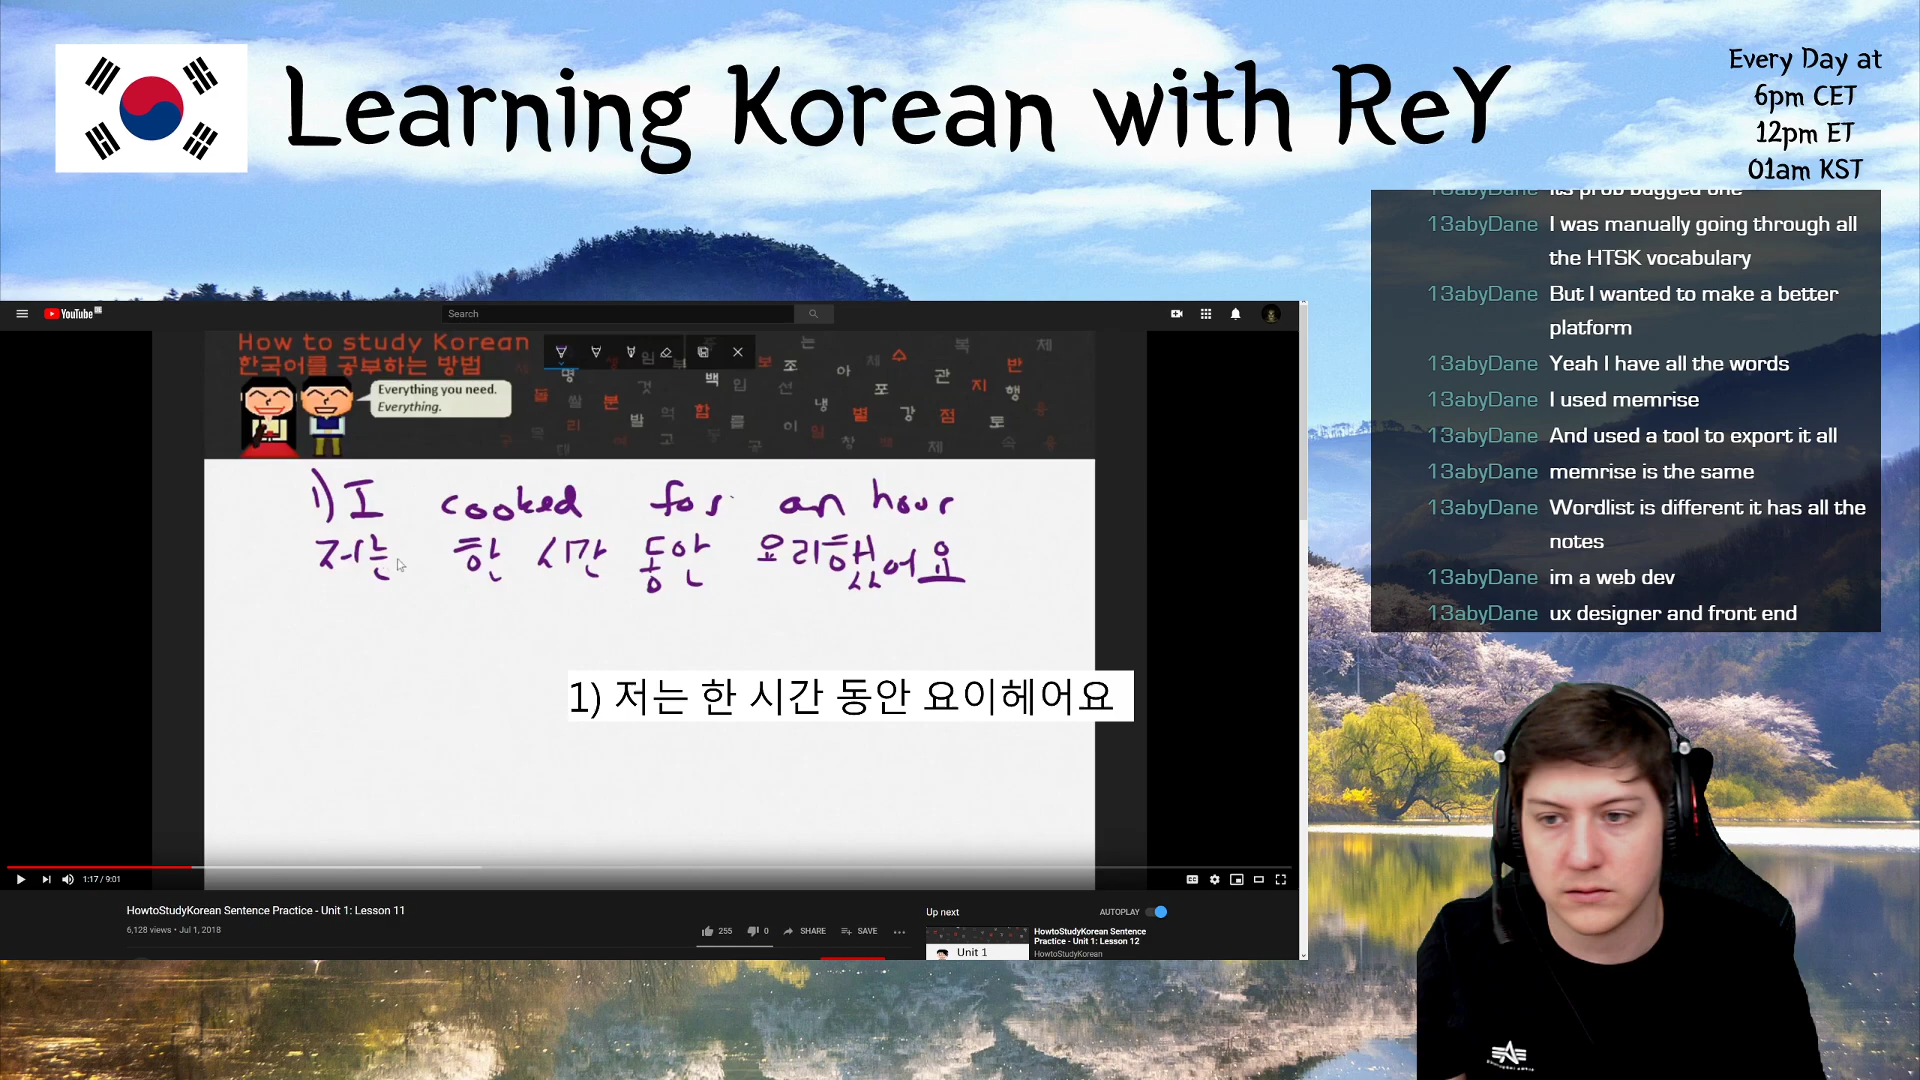 Learning Korean with ReY
Every Day at
6pm CET
12pm ET
01am KST
13abyDane its prob bugged one
13abyDane I was manually going through all
the HTSK vocabulary
13abyDane But I wanted to make a better
platform
13abyDane Yeah I have all the words
13abyDane I used memrise
13abyDane And used a tool to export it all
13abyDane memrise is the same
13abyDane Wordlist is different it has all the
notes
13abyDane im a web dev
13abyDane ux designer and front end
YouTube
Search
How to study Korean
한국어를 공부하는 방법
Everything you need.
Everything.
1) I cooked for an hour
저는 한 시간 동안 요리했어요
1) 저는 한 시간 동안 요이헤어요
1:17 / 9:01
HowtoStudyKorean Sentence Practice - Unit 1: Lesson 11
6,128 views • Jul 1, 2018
255
0
SHARE
SAVE
Up next
AUTOPLAY
Unit 1
HowtoStudyKorean Sentence
Practice - Unit 1: Lesson 12
HowtoStudyKorean